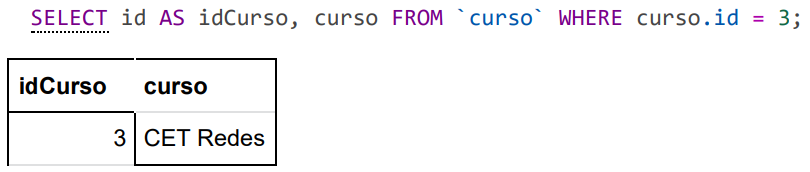 SELECT id AS idCurso, curso FROM `curso` WHERE curso.id = 3;
idCurso curso
3 CET Redes